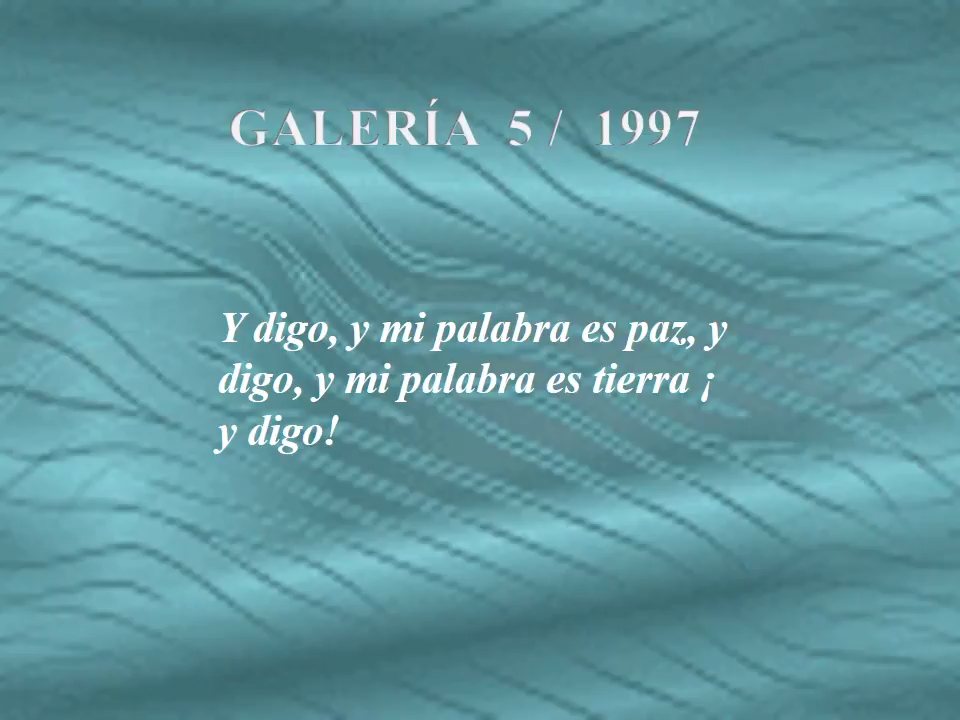 GALERÍA 5 / 1997
Y digo, y mi palabra es paz, y
digo, y mi palabra es tierra ¡
y digo!